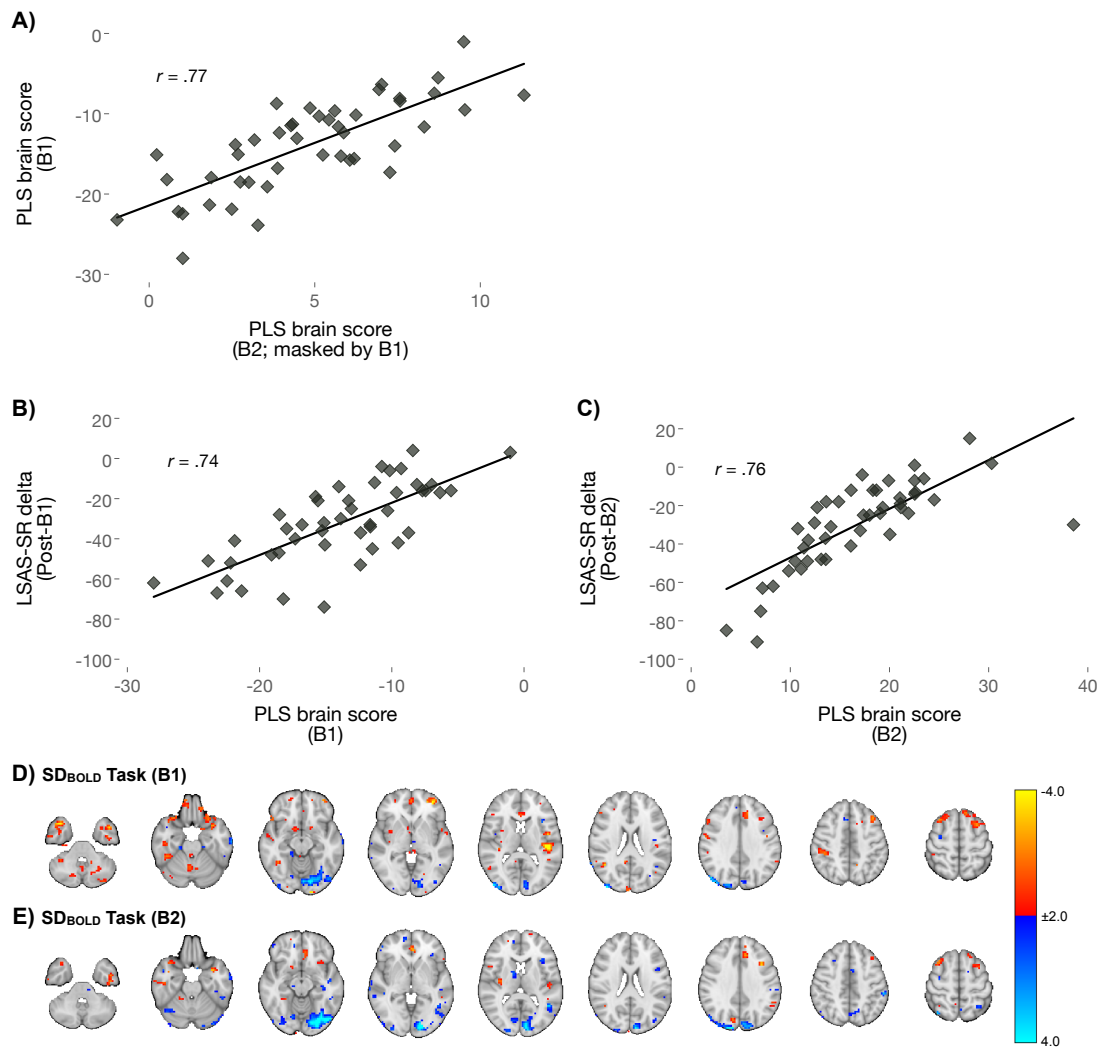 A)
0
-10
-20
-30
r = .77
PLS brain score
(B1)
0
5
10
PLS brain score
(B2; masked by B1)
B)
20
0
-20
-40
-60
-80
-100
r = .74
LSAS-SR delta
(Post-B1)
-30
-20
-10
0
PLS brain score
(B1)
C)
20
0
-20
-40
-60
-80
-100
r = .76
LSAS-SR delta
(Post-B2)
0
10
20
30
40
PLS brain score
(B2)
D) SDBOLD Task (B1)
E) SDBOLD Task (B2)
-4.0
±2.0
4.0